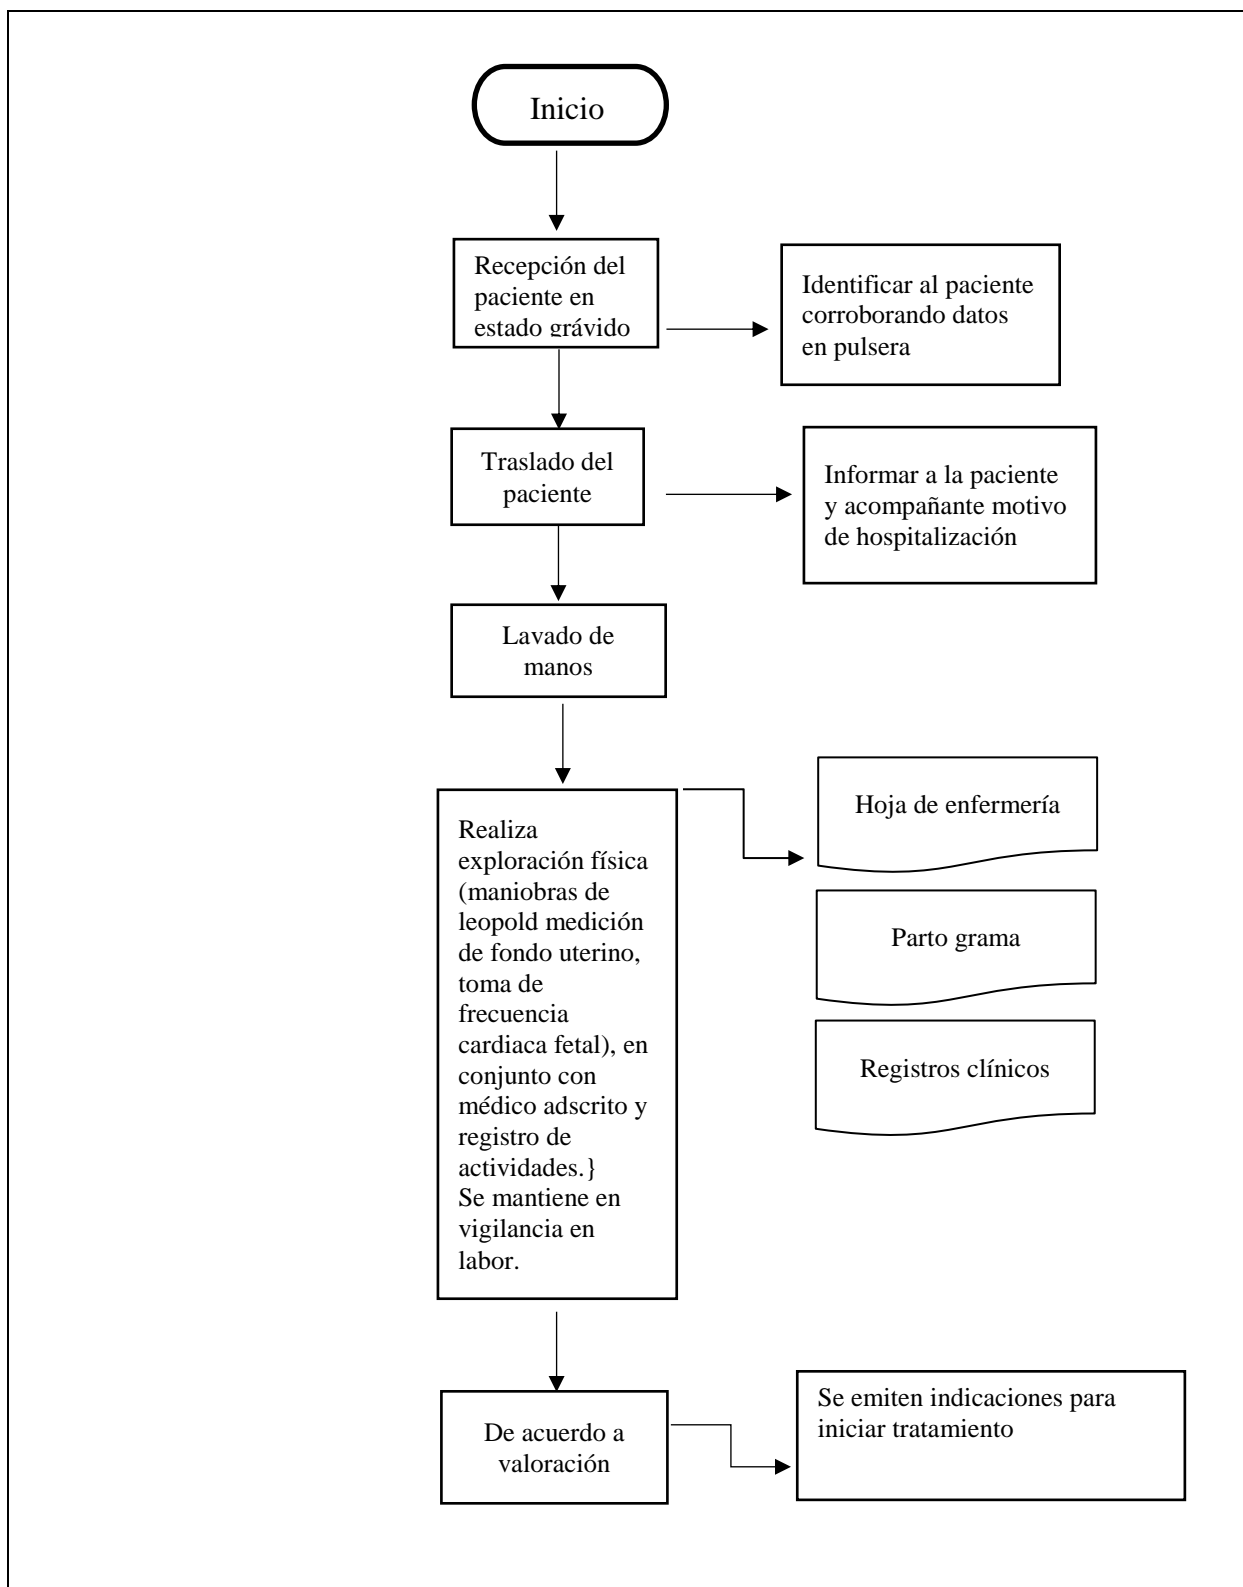 Inicio
Recepción del
paciente en
estado grávido
Identificar al paciente
corroborando datos
en pulsera
Traslado del
paciente
Informar a la paciente
y acompañante motivo
de hospitalización
Lavado de
manos
Realiza
exploración física
(maniobras de
leopold medición
de fondo uterino,
toma de
frecuencia
cardiaca fetal), en
conjunto con
médico adscrito y
registro de
actividades.}
Se mantiene en
vigilancia en
labor.
Hoja de enfermería
Parto grama
Registros clínicos
De acuerdo a
valoración
Se emiten indicaciones para
iniciar tratamiento